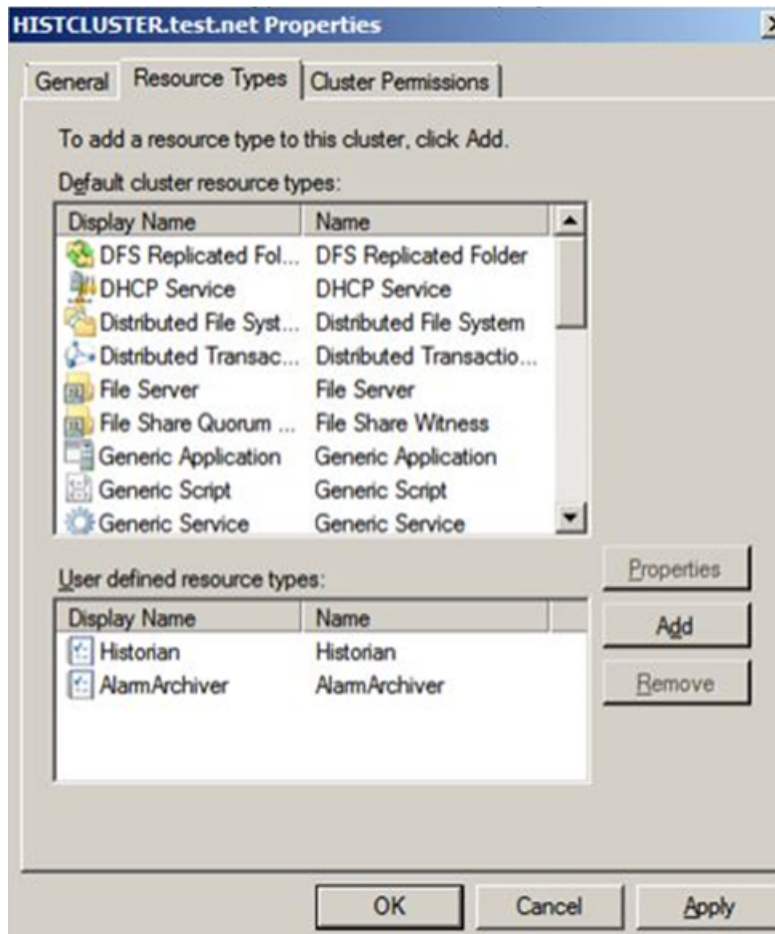 HISTCLUSTER.test.net Properties
General Resource Types Cluster Permissions
To add a resource type to this cluster, click Add.
Default cluster resource types:
Display Name Name
DFS Replicated Fol... DFS Replicated Folder
DHCP Service DHCP Service
Distributed File Syst... Distributed File System
Distributed Transac... Distributed Transactio...
File Server File Server
File Share Quorum ... File Share Witness
Generic Application Generic Application
Generic Script Generic Script
Generic Service Generic Service
Properties
User defined resource types:
Display Name Name
Add
Historian Historian
AlarmArchiver AlarmArchiver
Remove
OK Cancel Apply